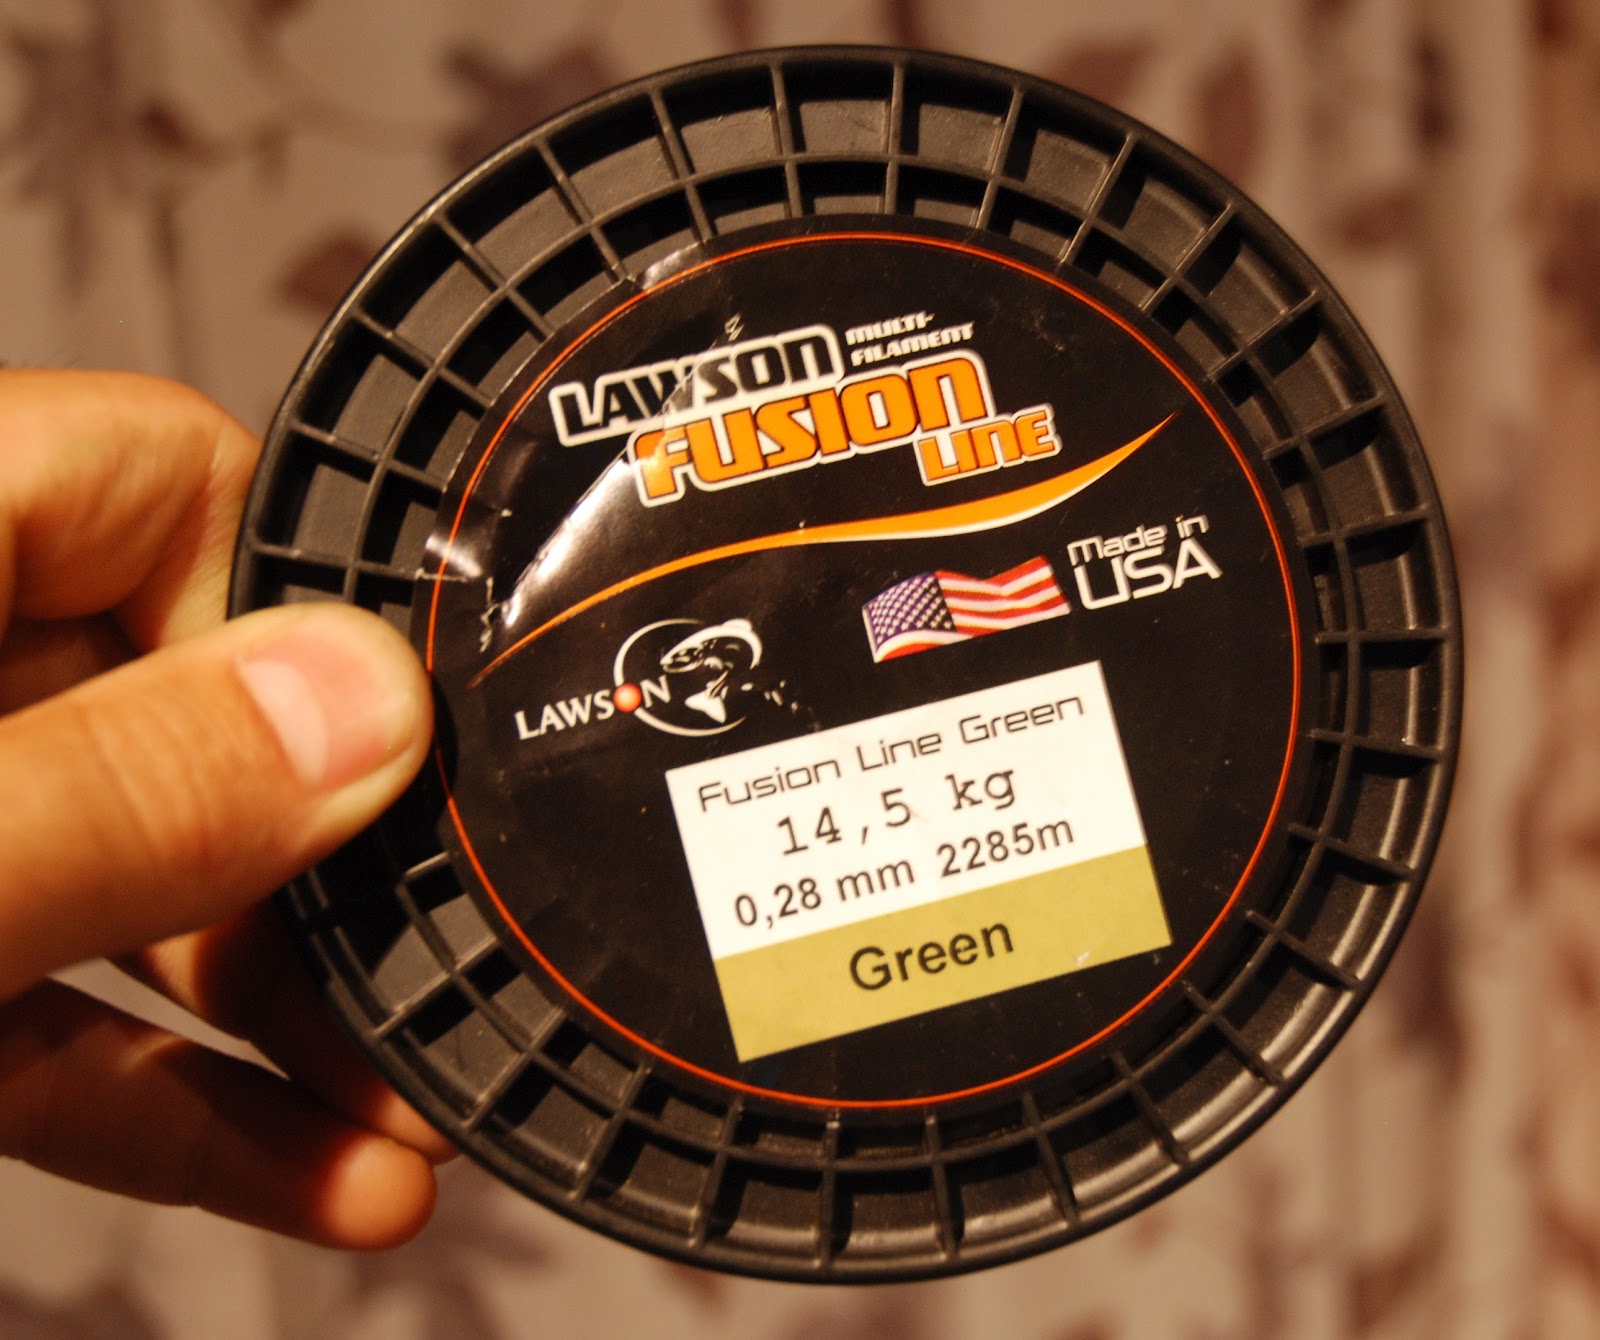 LAWSON MULTI-
FILAMENT
FUSION
LINE
Made in
USA
LAWSON
Fusion Line Green
14,5 kg
0,28 mm 2285m
Green